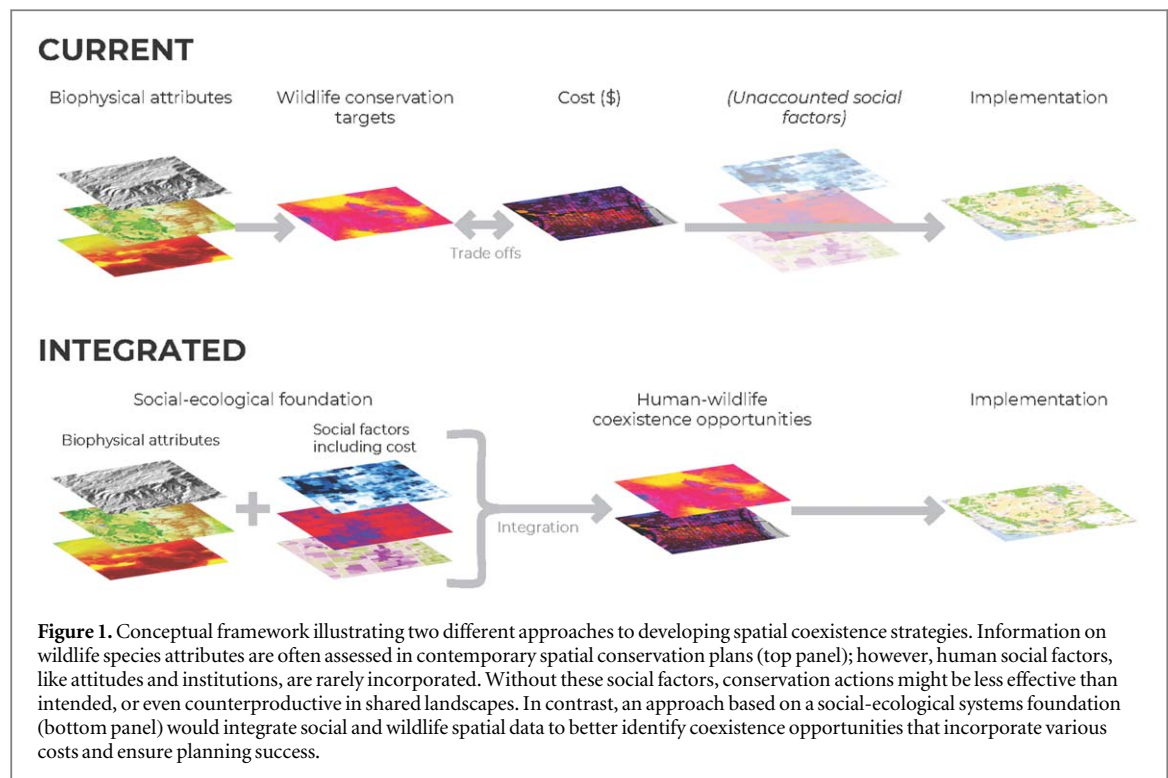 CURRENT
Biophysical attributes
Wildlife conservation
targets
Cost ($)
(Unaccounted social
factors)
Implementation
Trade offs
INTEGRATED
Social-ecological foundation
Biophysical attributes
Social factors
including cost
Human-wildlife
coexistence opportunities
Implementation
Integration
Figure 1. Conceptual framework illustrating two different approaches to developing spatial coexistence strategies. Information on
wildlife species attributes are often assessed in contemporary spatial conservation plans (top panel); however, human social factors,
like attitudes and institutions, are rarely incorporated. Without these social factors, conservation actions might be less effective than
intended, or even counterproductive in shared landscapes. In contrast, an approach based on a social-ecological systems foundation
(bottom panel) would integrate social and wildlife spatial data to better identify coexistence opportunities that incorporate various
costs and ensure planning success.